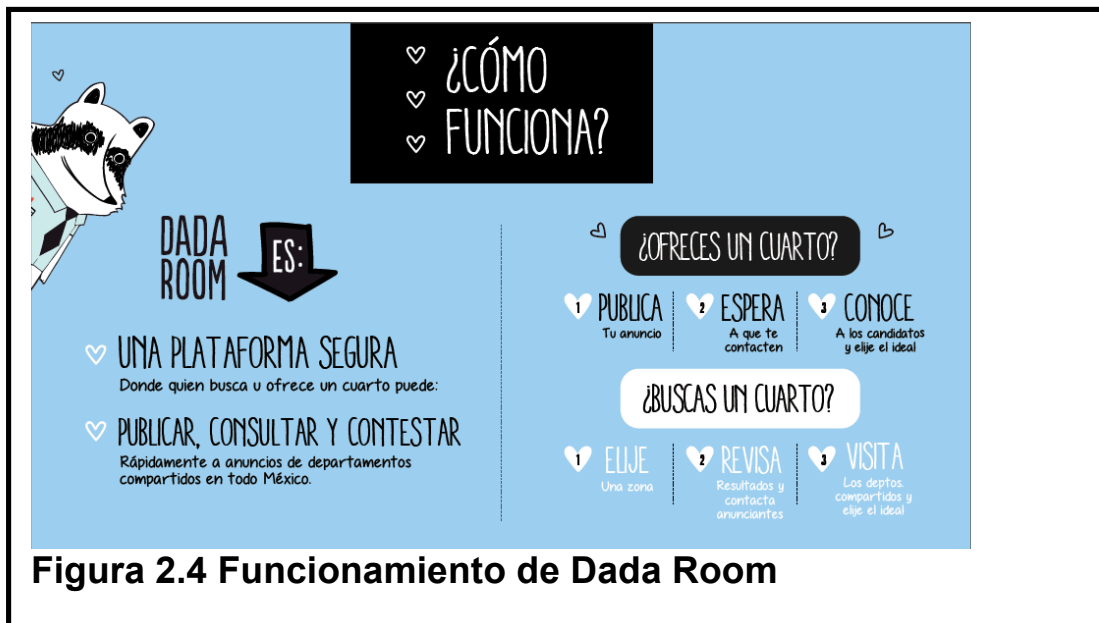 ¿CÓMO
FUNCIONA?
DADA
ROOM
ES:
UNA PLATAFORMA SEGURA
Donde quien busca u ofrece un cuarto puede:
PUBLICAR, CONSULTAR Y CONTESTAR
Rápidamente a anuncios de departamentos
compartidos en todo México.
¿OFRECES UN CUARTO?
1 PUBLICA
Tu anuncio
2 ESPERA
A que te
contacten
3 CONOCE
A los candidatos
y elije el ideal
¿BUSCAS UN CUARTO?
1 ELIJE
Una zona
2 REVISA
Resultados y
contacta
anunciantes
3 VISITA
Los deptos.
compartidos y
elije el ideal
Figura 2.4 Funcionamiento de Dada Room